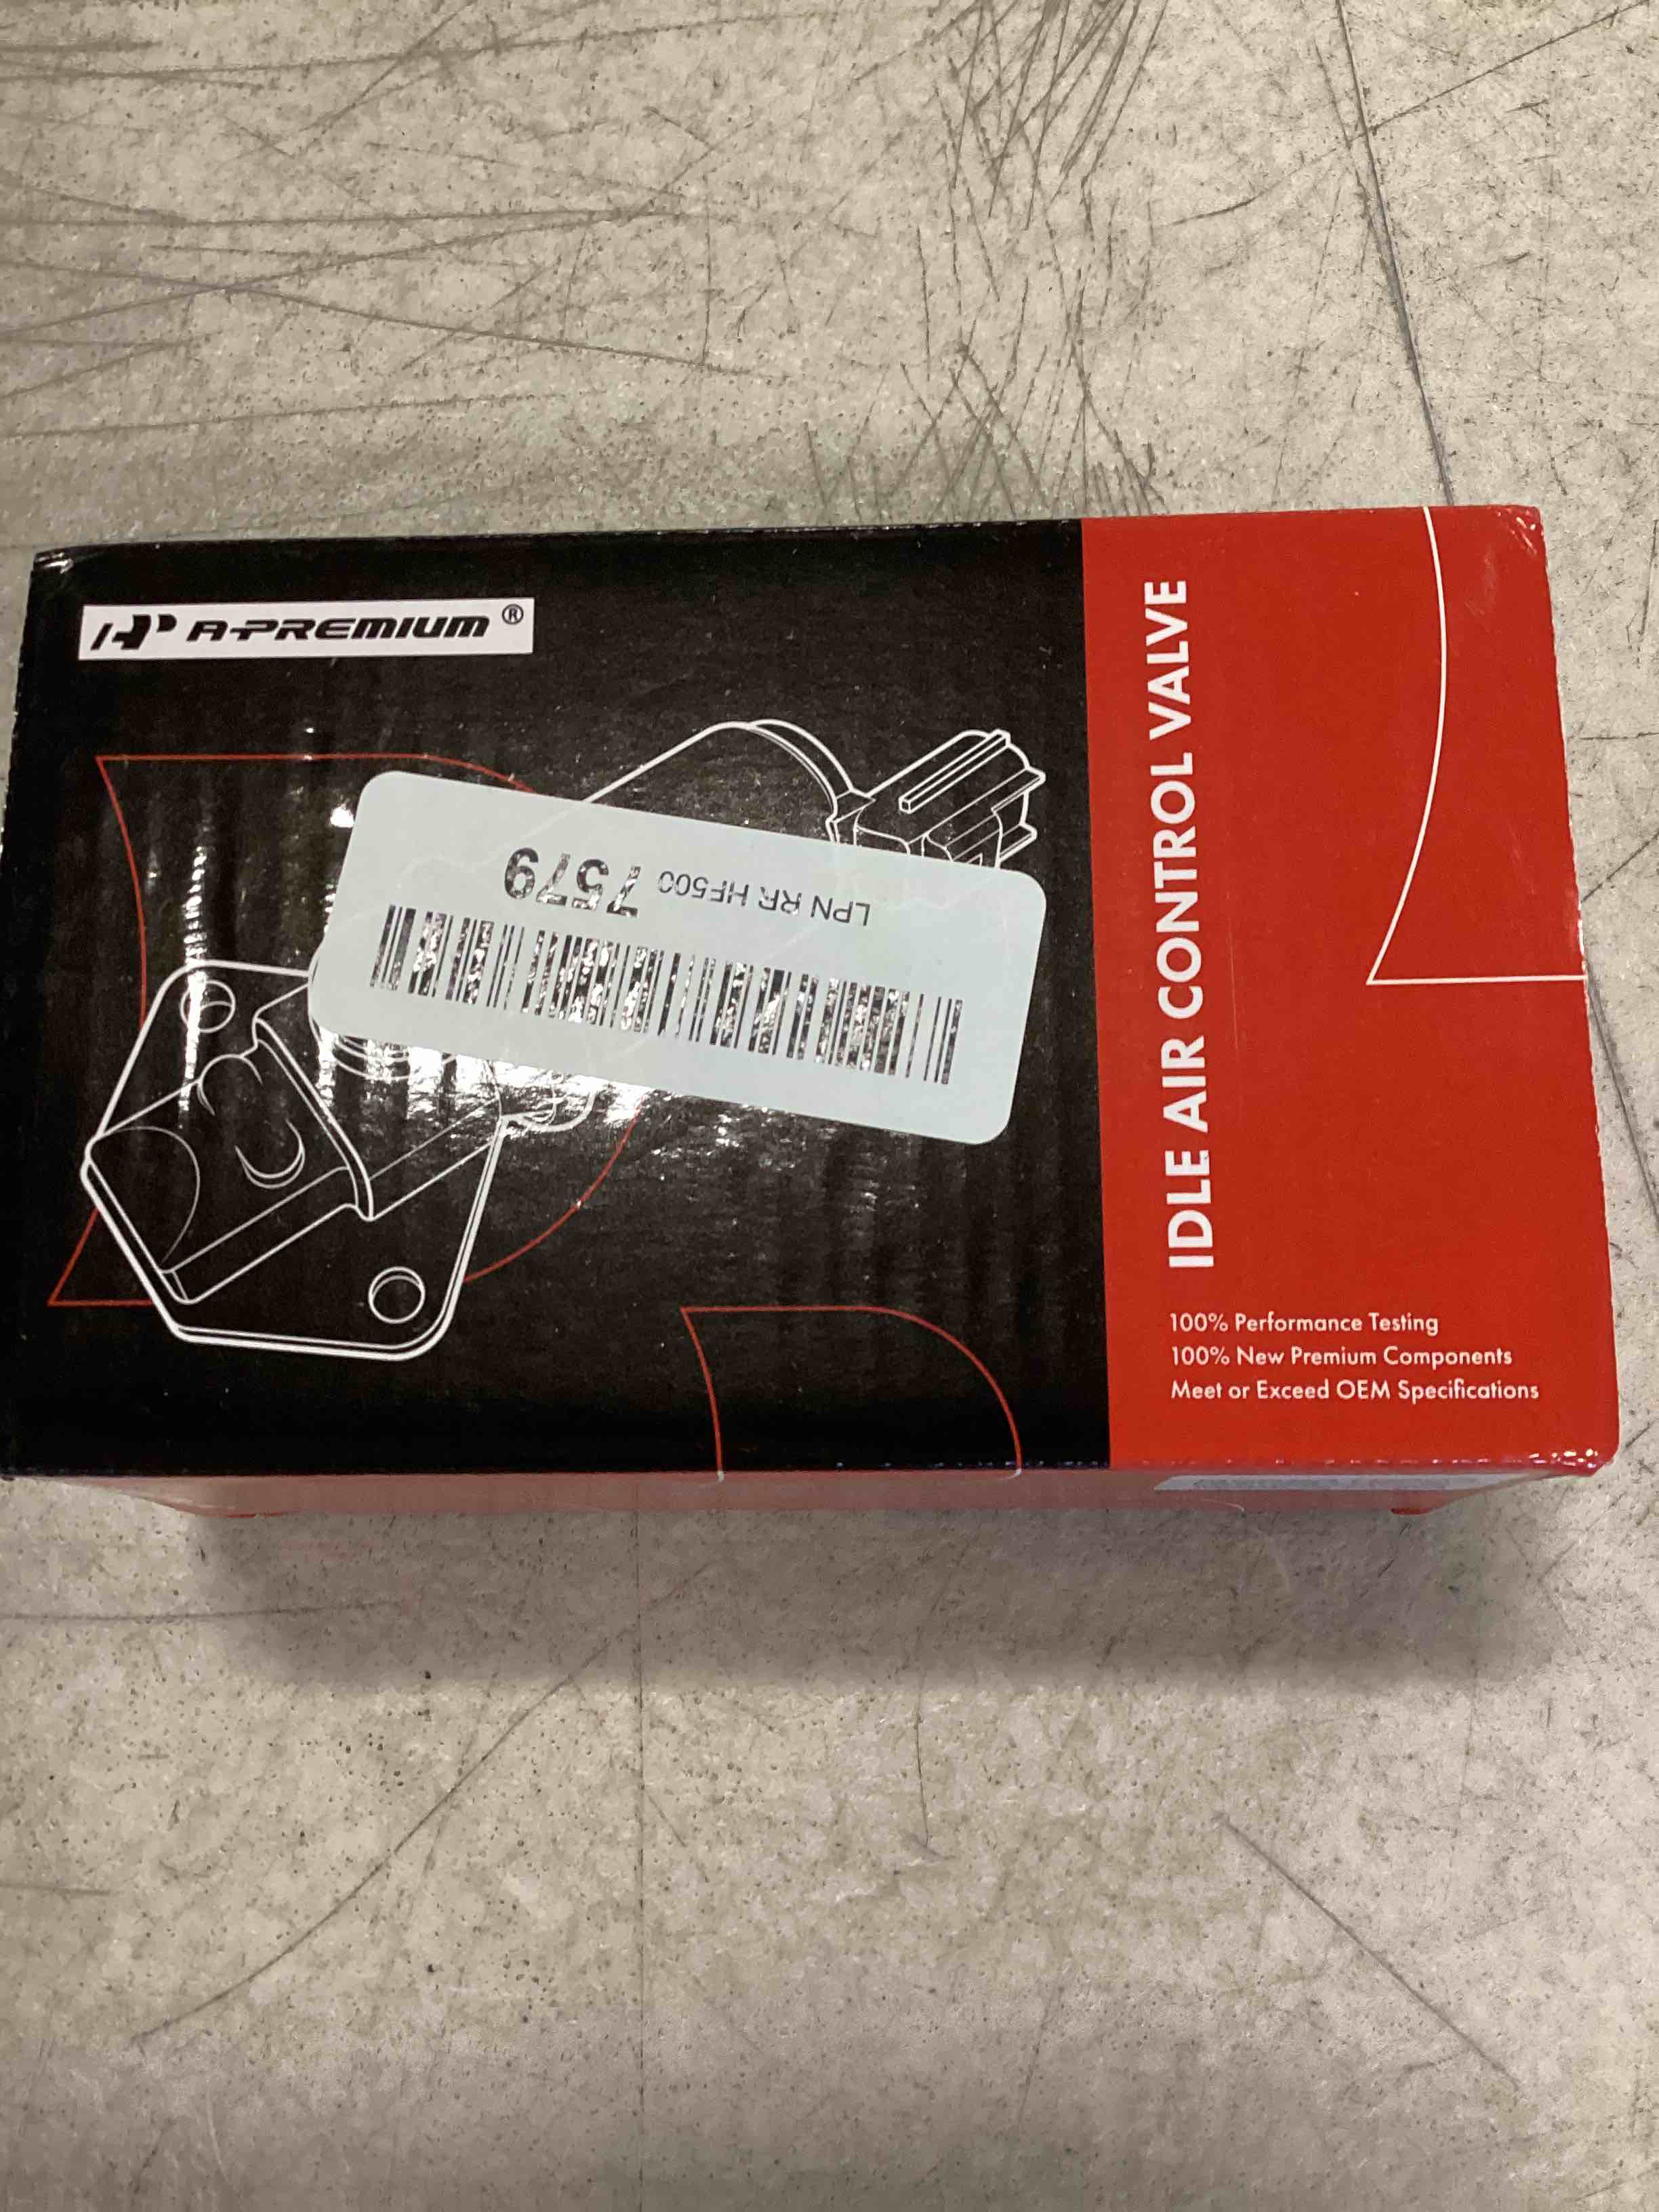 A-PREMIUM ®
LPN RR HF500 7579
IDLE AIR CONTROL VALVE
100% Performance Testing
100% New Premium Components
Meet or Exceed OEM Specifications